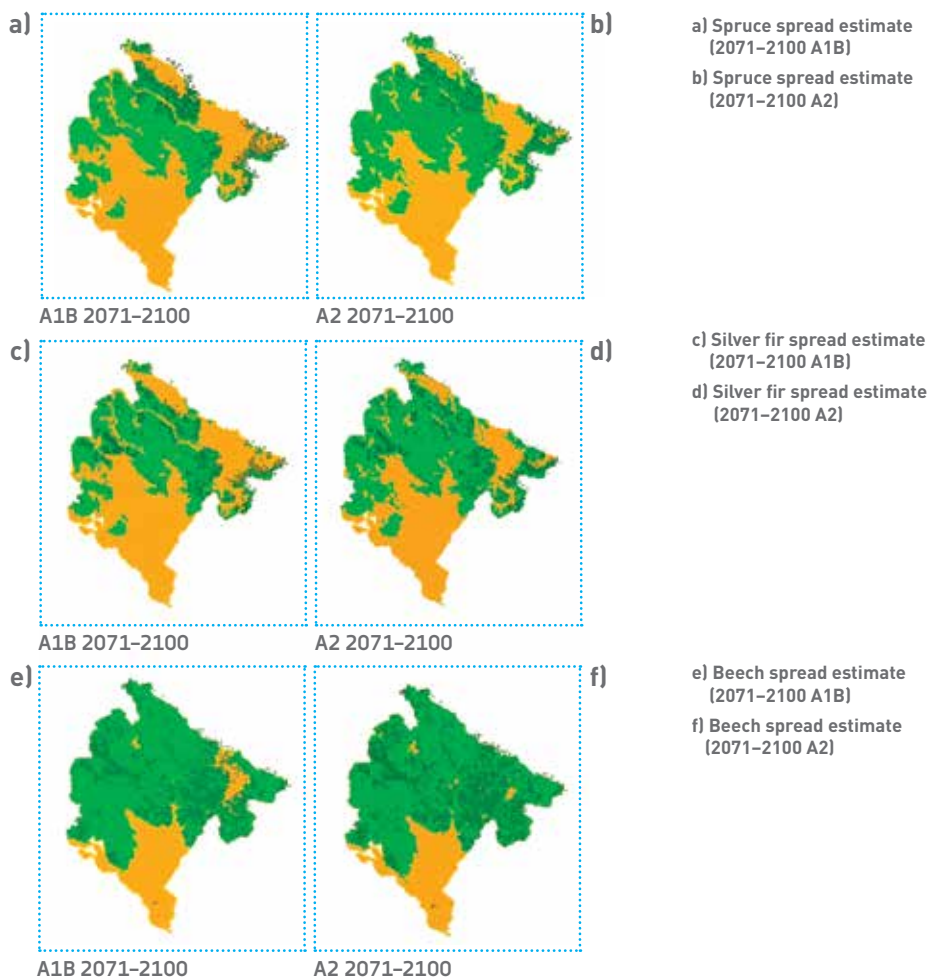 a)
b)
a) Spruce spread estimate
(2071–2100 A1B)
b) Spruce spread estimate
(2071–2100 A2)
A1B 2071–2100
A2 2071–2100
c)
d)
c) Silver fir spread estimate
(2071–2100 A1B)
d) Silver fir spread estimate
(2071–2100 A2)
A1B 2071–2100
A2 2071–2100
e)
f)
e) Beech spread estimate
(2071–2100 A1B)
f) Beech spread estimate
(2071–2100 A2)
A1B 2071–2100
A2 2071–2100